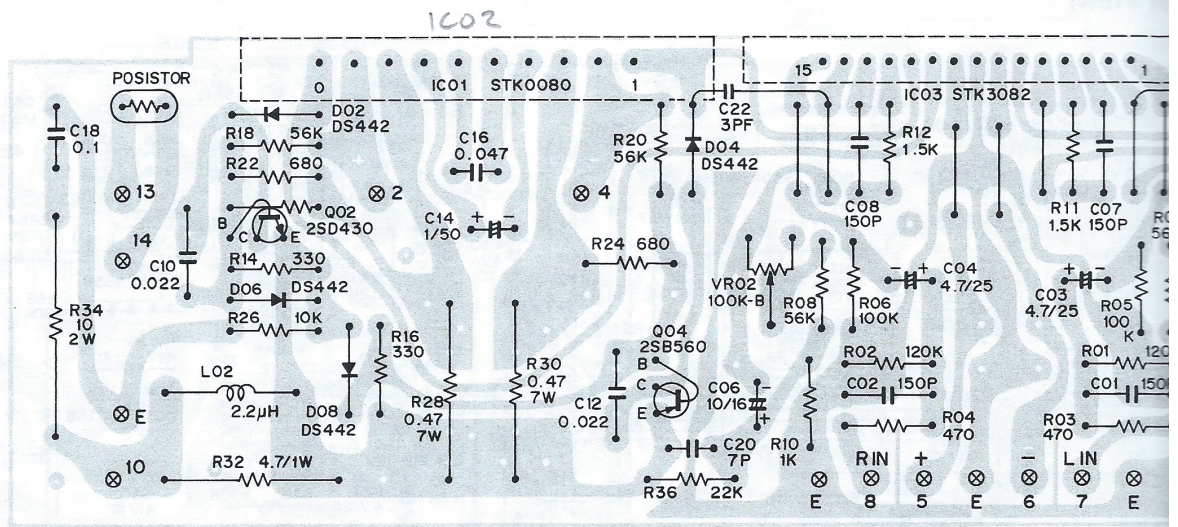 IC02
POSISTOR
0
IC01 STK0080
1
15
IC03 STK3082
1
D02
DS442
C22
3PF
C18
0.1
R18 56K
C16
0.047
R20
56K
D04
DS442
R12
1.5K
R22 680
13
2
4
C08
150P
R11
1.5K
C07
150P
B
Q02
2SD430
C E
C14
1/50
+ -
14
C10
0.022
R14 330
R24 680
VR02
100K-B
R08
56K
R06
100K
- +
C04
4.7/25
+ -
C03
4.7/25
R05
100
K
D06 DS442
R34
10
2W
R26 10K
R16
330
Q04
2SB560
B
C
E
R02 120K
R01 120
L02
2.2µH
D08
DS442
R28
0.47
7W
R30
0.47
7W
C12
0.022
C06
10/16
-
+
C02 150P
C01 150
E
R04
470
R03
470
C20
7P
R10
1K
R IN + - L IN
10
R32 4.7/1W
R36 22K
E 8 5 E 6 7 E